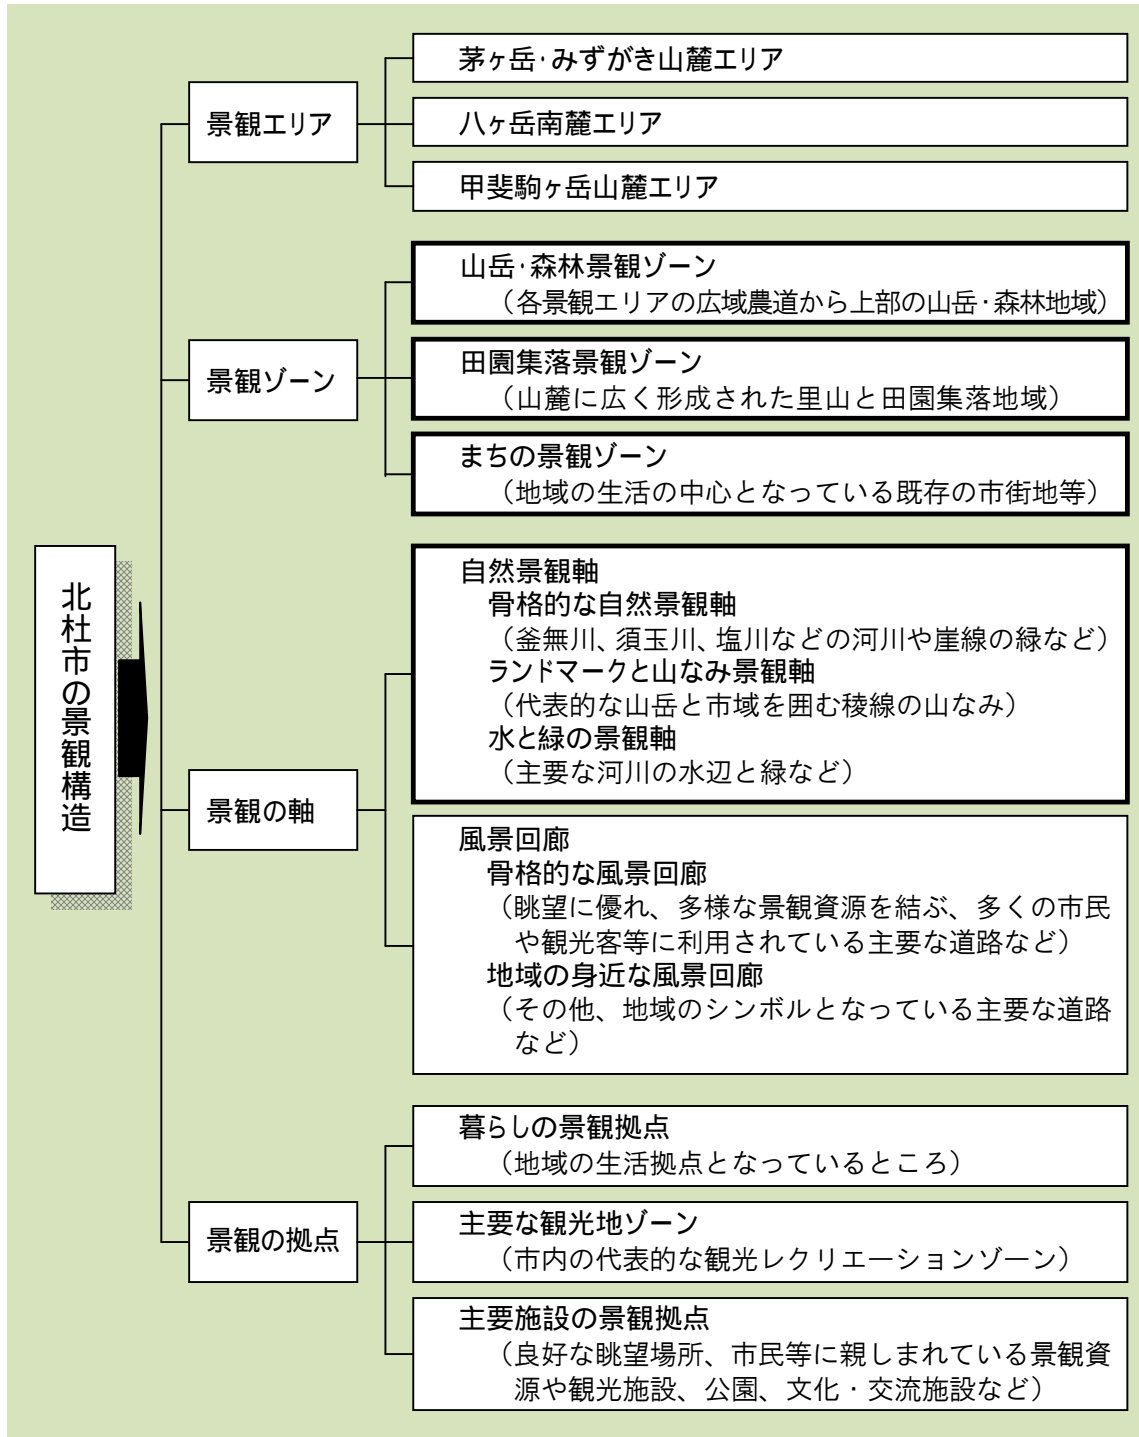 北杜市の景観構造
景観エリア
茅ヶ岳・みずがき山麓エリア
八ヶ岳南麓エリア
甲斐駒ヶ岳山麓エリア
景観ゾーン
山岳・森林景観ゾーン
（各景観エリアの広域農道から上部の山岳・森林地域）
田園集落景観ゾーン
（山麓に広く形成された里山と田園集落地域）
まちの景観ゾーン
（地域の生活の中心となっている既存の市街地等）
景観の軸
自然景観軸
骨格的な自然景観軸
（釜無川、須玉川、塩川などの河川や崖線の緑など）
ランドマークと山なみ景観軸
（代表的な山岳と市域を囲む稜線の山なみ）
水と緑の景観軸
（主要な河川の水辺と緑など）
風景回廊
骨格的な風景回廊
（眺望に優れ、多様な景観資源を結ぶ、多くの市民
や観光客等に利用されている主要な道路など）
地域の身近な風景回廊
（その他、地域のシンボルとなっている主要な道路
など）
景観の拠点
暮らしの景観拠点
（地域の生活拠点となっているところ）
主要な観光地ゾーン
（市内の代表的な観光レクリエーションゾーン）
主要施設の景観拠点
（良好な眺望場所、市民等に親しまれている景観資
源や観光施設、公園、文化・交流施設など）